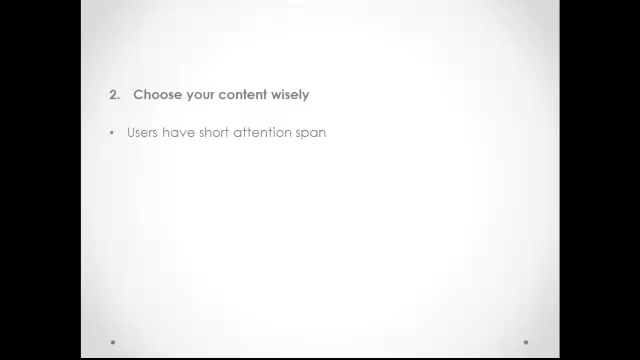 2. Choose your content wisely
• Users have short attention span